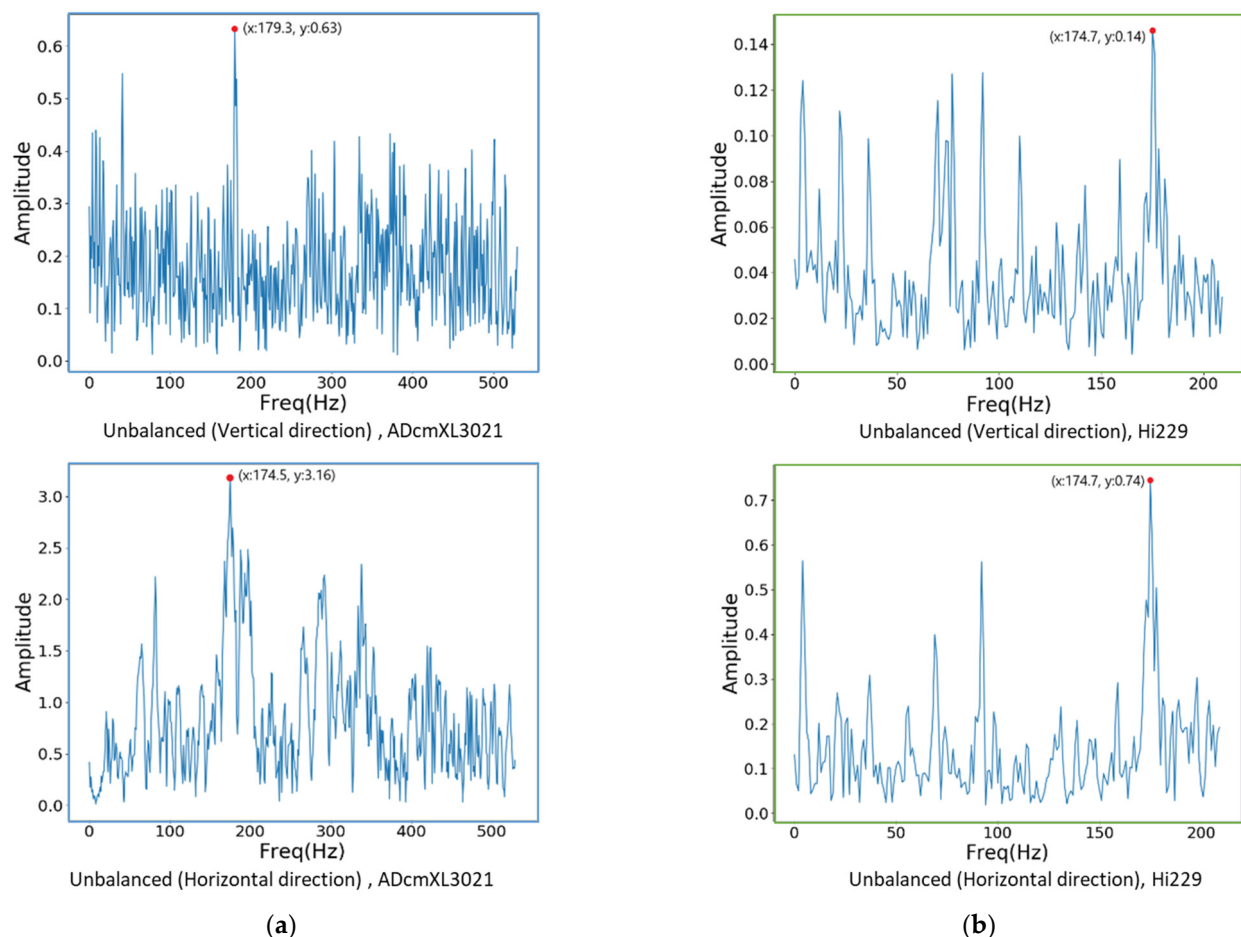 (x:179.3, y:0.63)
0.6
0.5
0.4
0.3
0.2
0.1
0.0
Amplitude
0 100 200 300 400 500
Freq(Hz)
Unbalanced (Vertical direction) , ADcmXL3021
(x:174.7, y:0.14)
0.14
0.12
0.10
0.08
0.06
0.04
0.02
0.00
Amplitude
0 50 100 150 200
Freq(Hz)
Unbalanced (Vertical direction), Hi229
(x:174.5, y:3.16)
3.0
2.5
2.0
1.5
1.0
0.5
0.0
Amplitude
0 100 200 300 400 500
Freq(Hz)
Unbalanced (Horizontal direction) , ADcmXL3021
(a)
(x:174.7, y:0.74)
0.7
0.6
0.5
0.4
0.3
0.2
0.1
0.0
Amplitude
0 50 100 150 200
Freq(Hz)
Unbalanced (Horizontal direction), Hi229
(b)